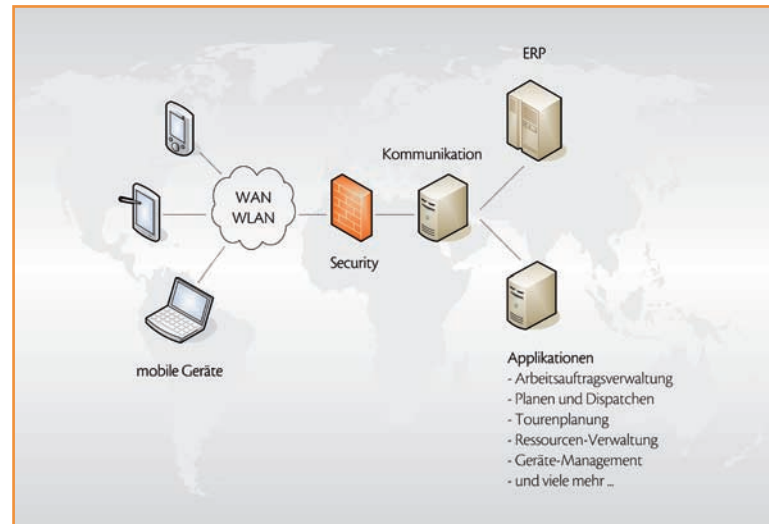 ERP
Kommunikation
WAN
WLAN
Security
mobile Geräte
Applikationen
- Arbeitsauftragsverwaltung
- Planen und Dispatchen
- Tourenplanung
- Ressourcen-Verwaltung
- Geräte-Management
- und viele mehr ...